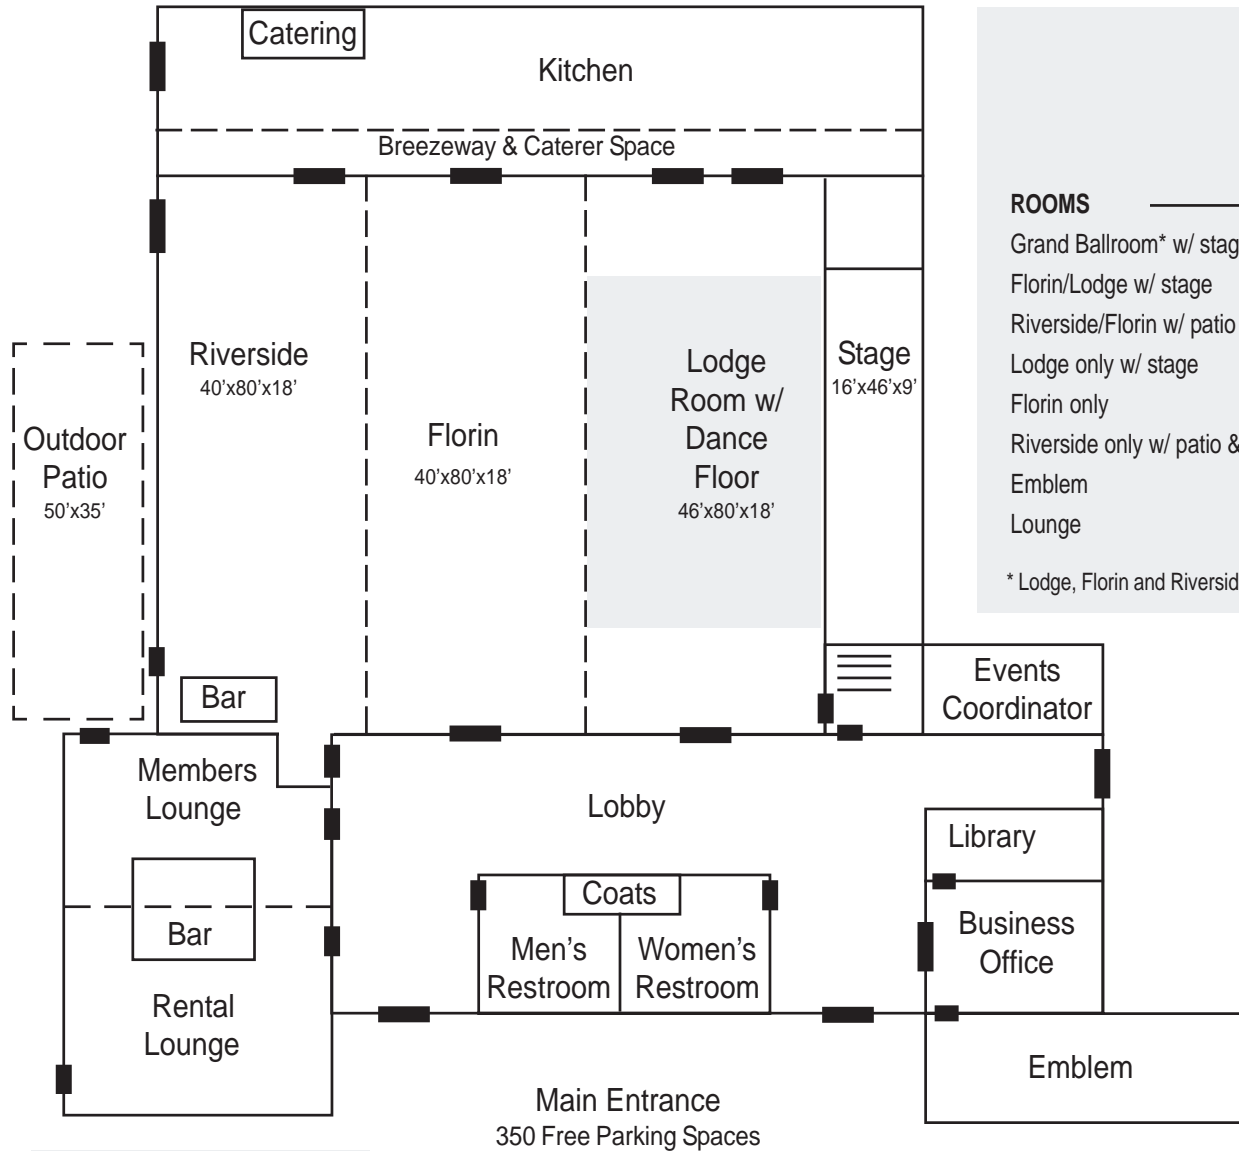 Catering
Kitchen
Breezeway & Caterer Space
Riverside
40’x80’x18’
Florin
40’x80’x18’
Lodge
Room w/
Dance
Floor
46’x80’x18’
Stage
16’x46’x9’
Outdoor
Patio
50’x35’
Bar
Events
Coordinator
Members
Lounge
Bar
Rental
Lounge
Lobby
Coats
Men’s
Restroom
Women’s
Restroom
Library
Business
Office
Emblem
Main Entrance
350 Free Parking Spaces
ROOMS
Grand Ballroom* w/ stag
Florin/Lodge w/ stage
Riverside/Florin w/ patio
Lodge only w/ stage
Florin only
Riverside only w/ patio &
Emblem
Lounge
* Lodge, Florin and Riversid